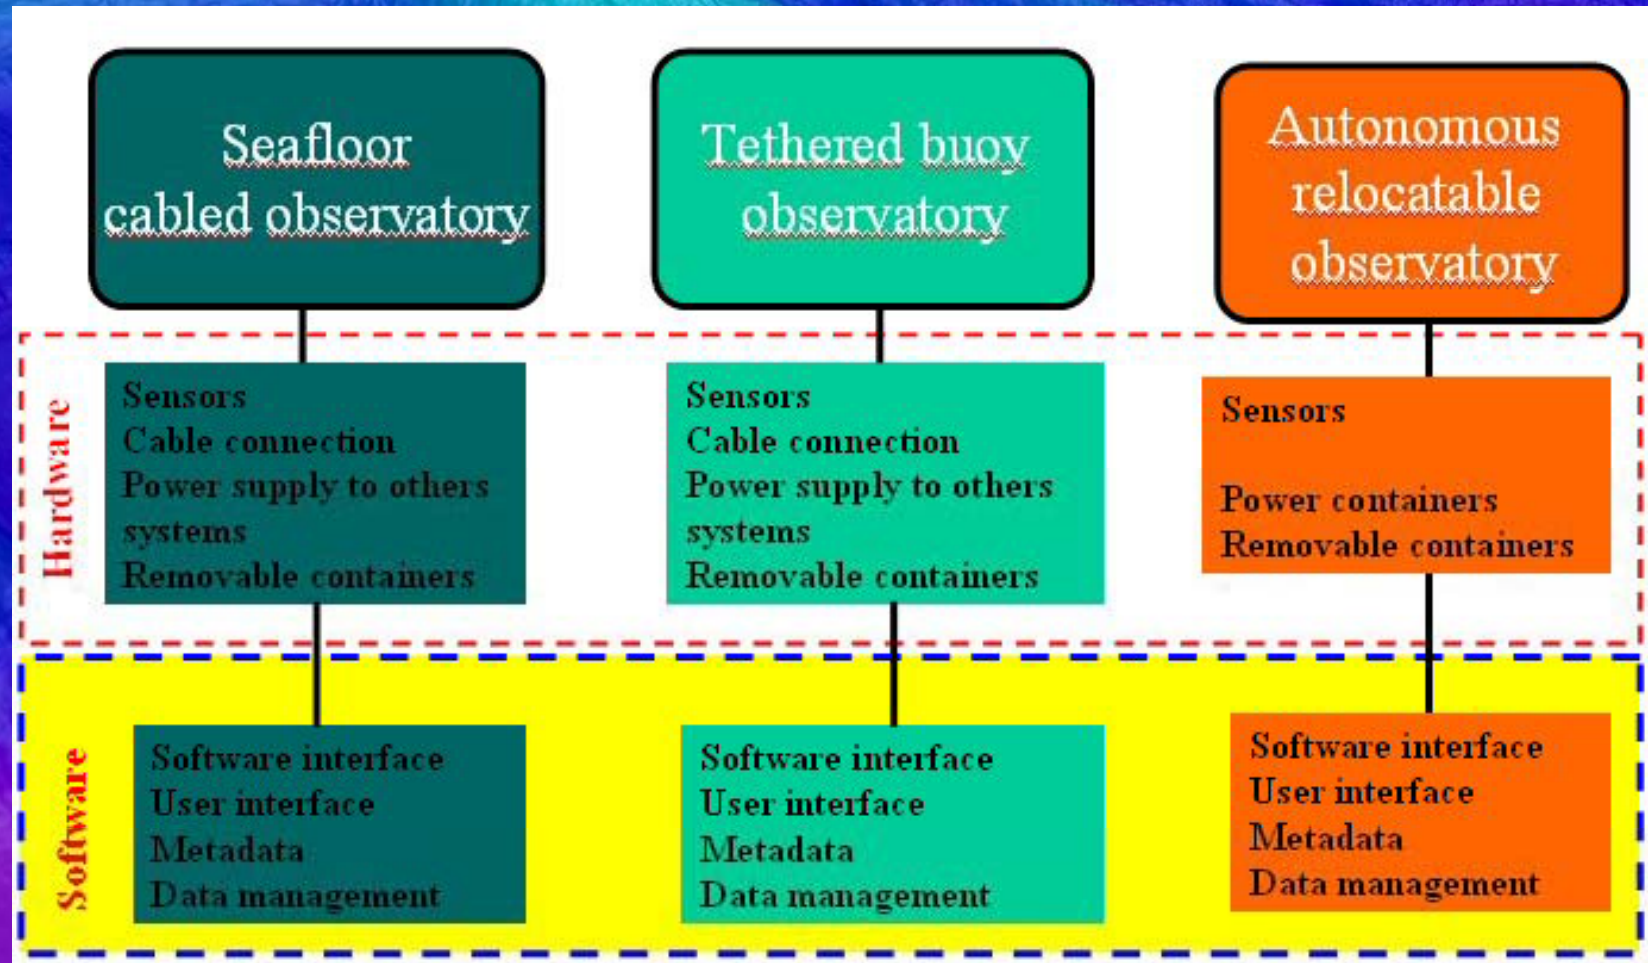 Seafloor
cabled observatory
Tethered buoy
observatory
Autonomous
relocatable
observatory
Hardware
Sensors
Cable connection
Power supply to others
systems
Removable containers
Sensors
Cable connection
Power supply to others
systems
Removable containers
Sensors
Power containers
Removable containers
Software
Software interface
User interface
Metadata
Data management
Software interface
User interface
Metadata
Data management
Software interface
User interface
Metadata
Data management